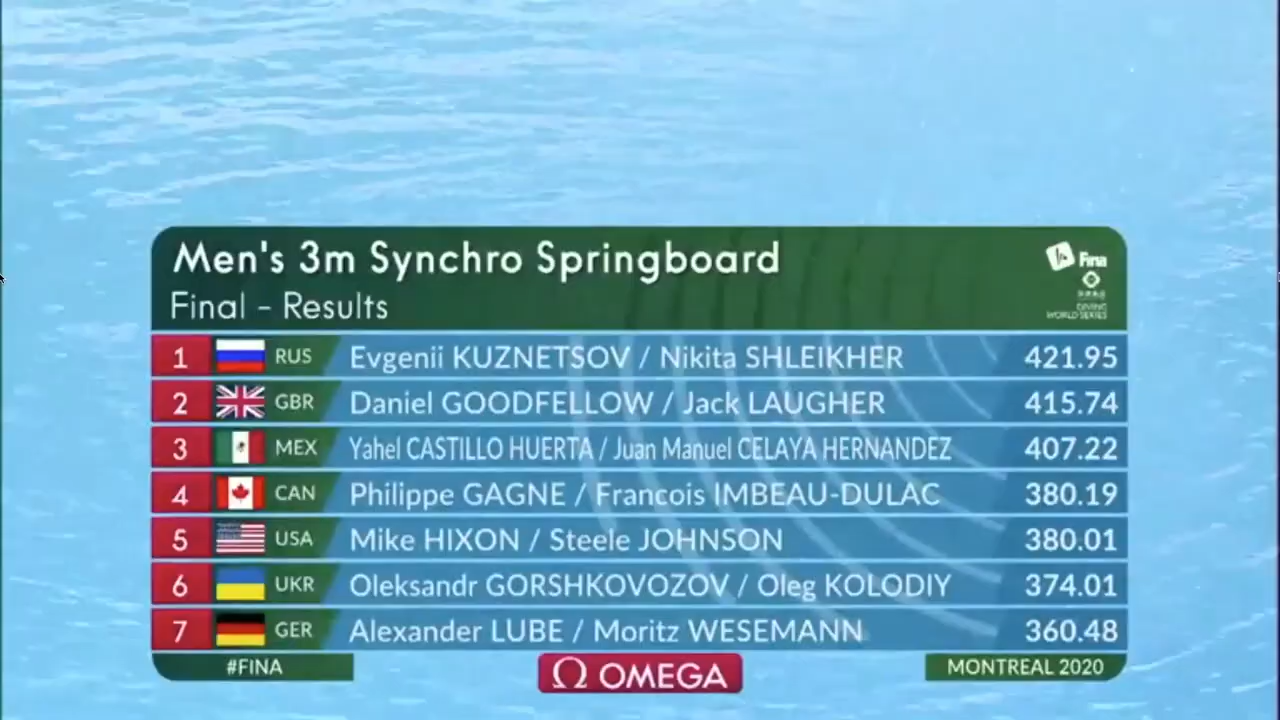 Men's 3m Synchro Springboard
Final - Results
Fina
DIVING
WORLD SERIES
1 RUS Evgenii KUZNETSOV / Nikita SHLEIKHER 421.95
2 GBR Daniel GOODFELLOW / Jack LAUGHER 415.74
3 MEX Yahel CASTILLO HUERTA / Juan Manuel CELAYA HERNANDEZ 407.22
4 CAN Philippe GAGNE / Francois IMBEAU-DULAC 380.19
5 USA Mike HIXON / Steele JOHNSON 380.01
6 UKR Oleksandr GORSHKOVOZOV / Oleg KOLODIY 374.01
7 GER Alexander LUBE / Moritz WESEMANN 360.48
#FINA
Ω OMEGA
MONTREAL 2020